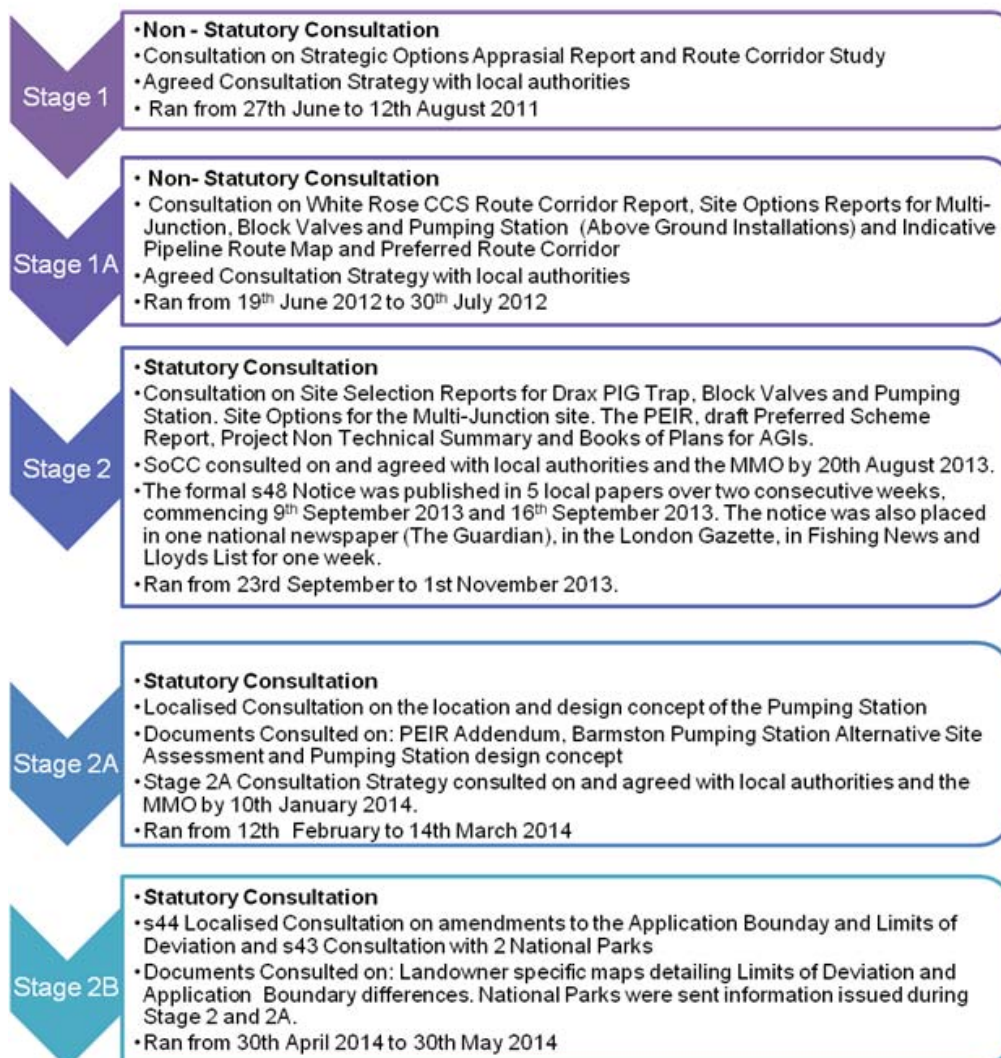 Stage 1
•Non - Statutory Consultation
•Consultation on Strategic Options Apprasial Report and Route Corridor Study
•Agreed Consultation Strategy with local authorities
• Ran from 27th June to 12th August 2011
Stage 1A
• Non- Statutory Consultation
• Consultation on White Rose CCS Route Corridor Report, Site Options Reports for Multi-
Junction, Block Valves and Pumping Station (Above Ground Installations) and Indicative
Pipeline Route Map and Preferred Route Corridor
•Agreed Consultation Strategy with local authorities
•Ran from 19th June 2012 to 30th July 2012
Stage 2
•Statutory Consultation
•Consultation on Site Selection Reports for Drax PIG Trap, Block Valves and Pumping
Station. Site Options for the Multi-Junction site. The PEIR, draft Preferred Scheme
Report, Project Non Technical Summary and Books of Plans for AGIs.
•SoCC consulted on and agreed with local authorities and the MMO by 20th August 2013.
•The formal s48 Notice was published in 5 local papers over two consecutive weeks,
commencing 9th September 2013 and 16th September 2013. The notice was also placed
in one national newspaper (The Guardian), in the London Gazette, in Fishing News and
Lloyds List for one week.
•Ran from 23rd September to 1st November 2013.
Stage 2A
•Statutory Consultation
•Localised Consultation on the location and design concept of the Pumping Station
•Documents Consulted on: PEIR Addendum, Barmston Pumping Station Alternative Site
Assessment and Pumping Station design concept
•Stage 2A Consultation Strategy consulted on and agreed with local authorities and the
MMO by 10th January 2014.
•Ran from 12th February to 14th March 2014
Stage 2B
•Statutory Consultation
•s44 Localised Consultation on amendments to the Application Bounday and Limits of
Deviation and s43 Consultation with 2 National Parks
•Documents Consulted on: Landowner specific maps detailing Limits of Deviation and
Application Boundary differences. National Parks were sent information issued during
Stage 2 and 2A.
•Ran from 30th April 2014 to 30th May 2014